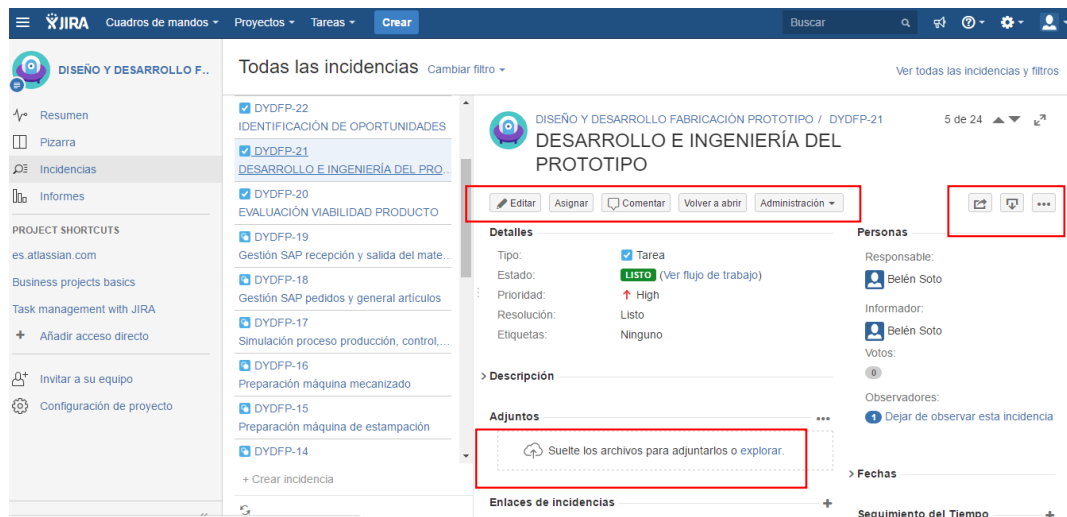 JIRA Cuadros de mandos Proyectos Tareas Crear Buscar
DISEÑO Y DESARROLLO F..
Resumen
Pizarra
Incidencias
Informes
PROJECT SHORTCUTS
es.atlassian.com
Business projects basics
Task management with JIRA
+ Añadir acceso directo
Invitar a su equipo
Configuración de proyecto
Todas las incidencias Cambiar filtro
Ver todas las incidencias y filtros
DYDFP-22
IDENTIFICACIÓN DE OPORTUNIDADES
DYDFP-21
DESARROLLO E INGENIERÍA DEL PRO...
DYDFP-20
EVALUACIÓN VIABILIDAD PRODUCTO
DYDFP-19
Gestión SAP recepción y salida del mate...
DYDFP-18
Gestión SAP pedidos y general artículos
DYDFP-17
Simulación proceso producción, control,...
DYDFP-16
Preparación máquina mecanizado
DYDFP-15
Preparación máquina de estampación
DYDFP-14
+ Crear incidencia
DISEÑO Y DESARROLLO FABRICACIÓN PROTOTIPO / DYDFP-21
5 de 24
DESARROLLO E INGENIERÍA DEL
PROTOTIPO
Editar Asignar Comentar Volver a abrir Administración
Detalles
Tipo: Tarea
Estado: LISTO (Ver flujo de trabajo)
Prioridad: High
Resolución: Listo
Etiquetas: Ninguno
Descripción
Adjuntos
Suelte los archivos para adjuntarlos o explorar.
Enlaces de incidencias
Personas
Responsable:
Belén Soto
Informador:
Belén Soto
Votos:
0
Observadores:
1 Dejar de observar esta incidencia
Fechas
Seguimiento del Tiempo